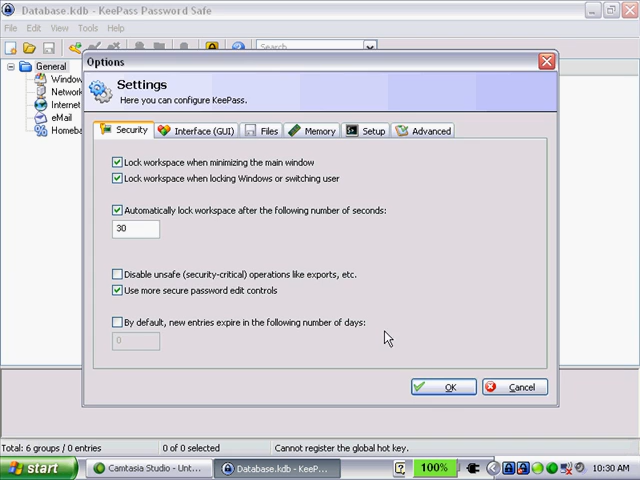 Database.kdb - KeePass Password Safe
File Edit View Tools Help
Search...
General
Window
Network
Internet
eMail
Homeba
Options
Settings
Here you can configure KeePass.
Security Interface (GUI) Files Memory Setup Advanced
Lock workspace when minimizing the main window
Lock workspace when locking Windows or switching user
Automatically lock workspace after the following number of seconds:
30
Disable unsafe (security-critical) operations like exports, etc.
Use more secure password edit controls
By default, new entries expire in the following number of days:
0
OK Cancel
Total: 6 groups / 0 entries 0 of 0 selected Cannot register the global hot key.
start Camtasia Studio - Unt... Database.kdb - KeeP... 100% 10:30 AM